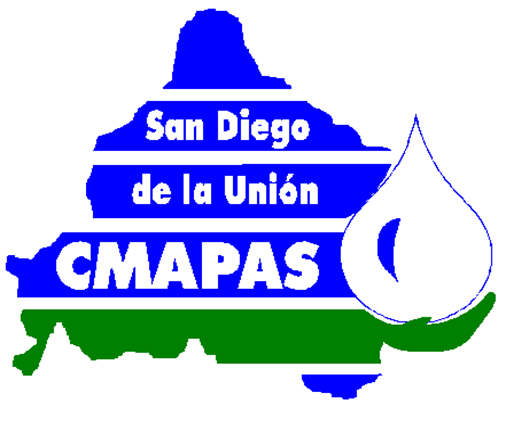 San Diego
de la Unión
CMAPAS